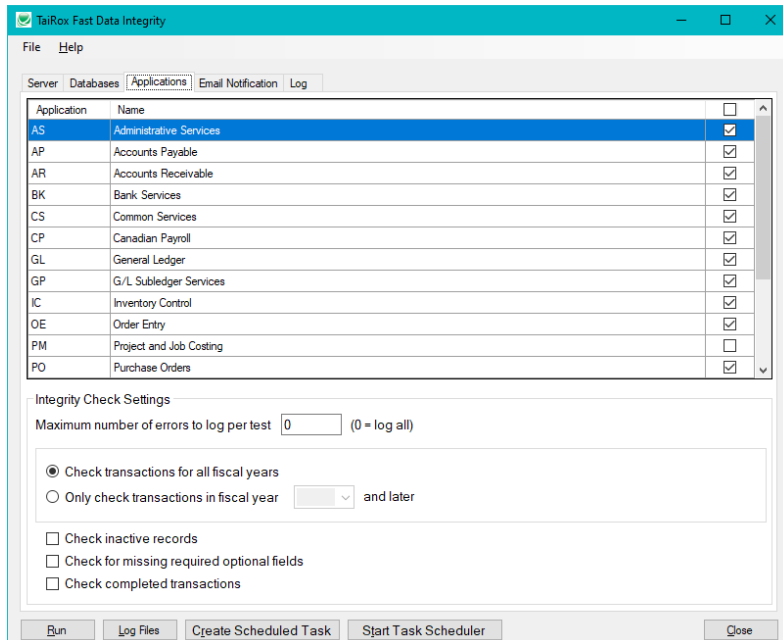 TaiRox Fast Data Integrity
File Help
Server Databases Applications Email Notification Log
Application Name
AS Administrative Services
AP Accounts Payable
AR Accounts Receivable
BK Bank Services
CS Common Services
CP Canadian Payroll
GL General Ledger
GP G/L Subledger Services
IC Inventory Control
OE Order Entry
PM Project and Job Costing
PO Purchase Orders
Integrity Check Settings
Maximum number of errors to log per test 0 (0 = log all)
Check transactions for all fiscal years
Only check transactions in fiscal year and later
Check inactive records
Check for missing required optional fields
Check completed transactions
Run Log Files Create Scheduled Task Start Task Scheduler Close